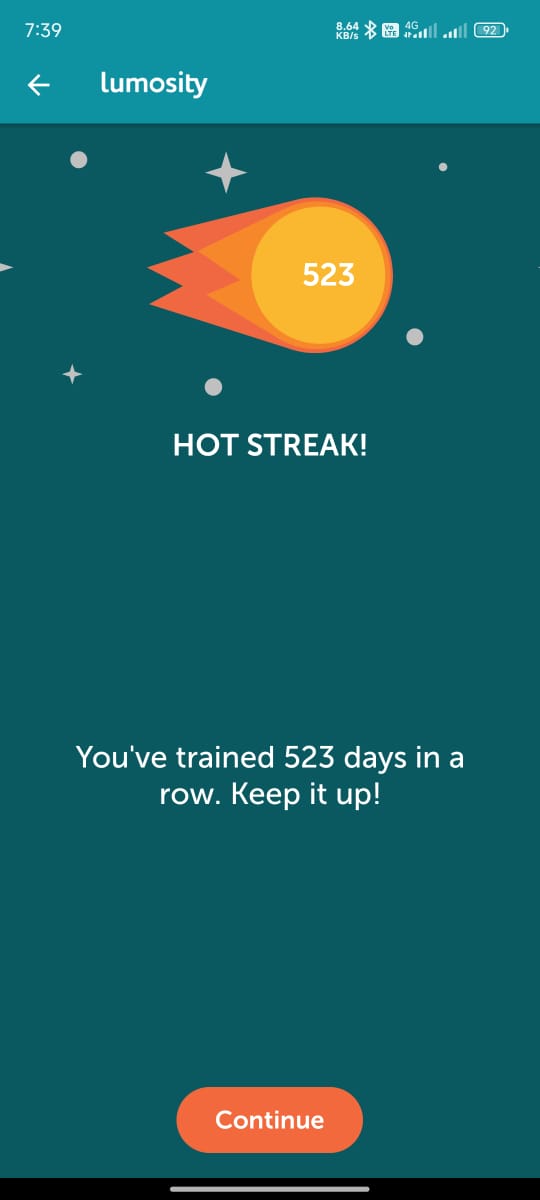 7:39
8.64
KB/s
Vo
LTE
4G
92
lumosity
523
HOT STREAK!
You've trained 523 days in a
row. Keep it up!
Continue